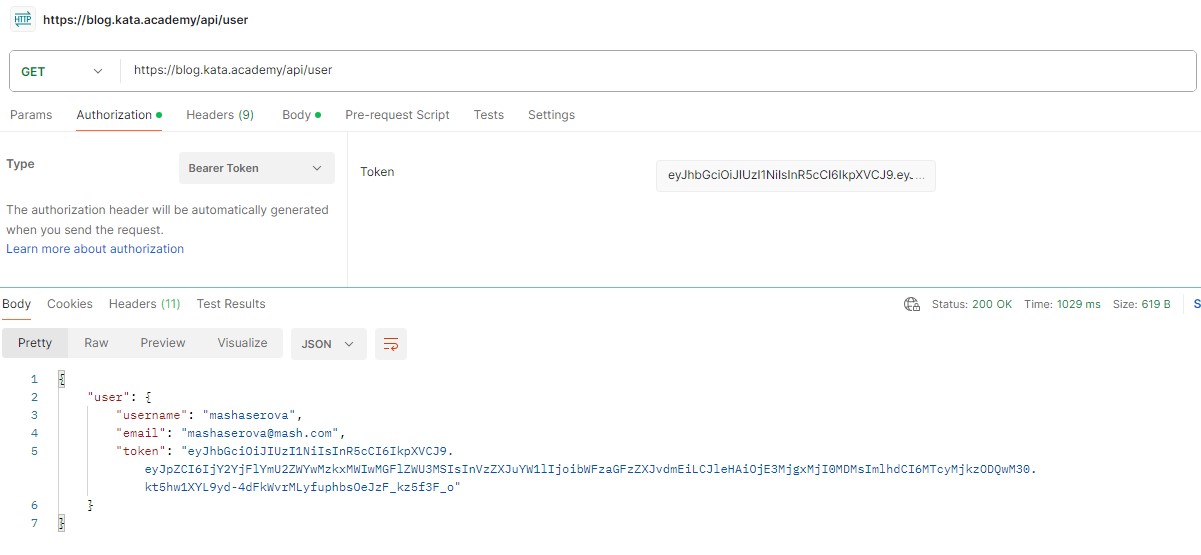 HTTP https://blog.kata.academy/api/user
GET https://blog.kata.academy/api/user
Params Authorization Headers (9) Body Pre-request Script Tests Settings
Type Bearer Token Token eyJhbGciOiJIUzI1NiIsInR5cCI6IkpXVCJ9.eyJ...
The authorization header will be automatically generated
when you send the request.
Learn more about authorization
Body Cookies Headers (11) Test Results Status: 200 OK Time: 1029 ms Size: 619 B S
Pretty Raw Preview Visualize JSON
1 {
2 "user": {
3 "username": "mashaserova",
4 "email": "mashaserova@mash.com",
5 "token": "eyJhbGciOiJIUzI1NiIsInR5cCI6IkpXVCJ9.
eyJpZCI6IjY2YjFlYmU2ZWYwMzkxMWIwMGFlZWU3MSIsInVzZXJuYW1lIjoibWFzaGFzZXJvdmEiLCJleHAiOjE3MjgxMjI0MDMsImlhdCI6MTcyMjkzODQwM30.
kt5hw1XYL9yd-4dFkWvrMLyfuphbsOeJzF_kz5f3F_o"
6 }
7 }